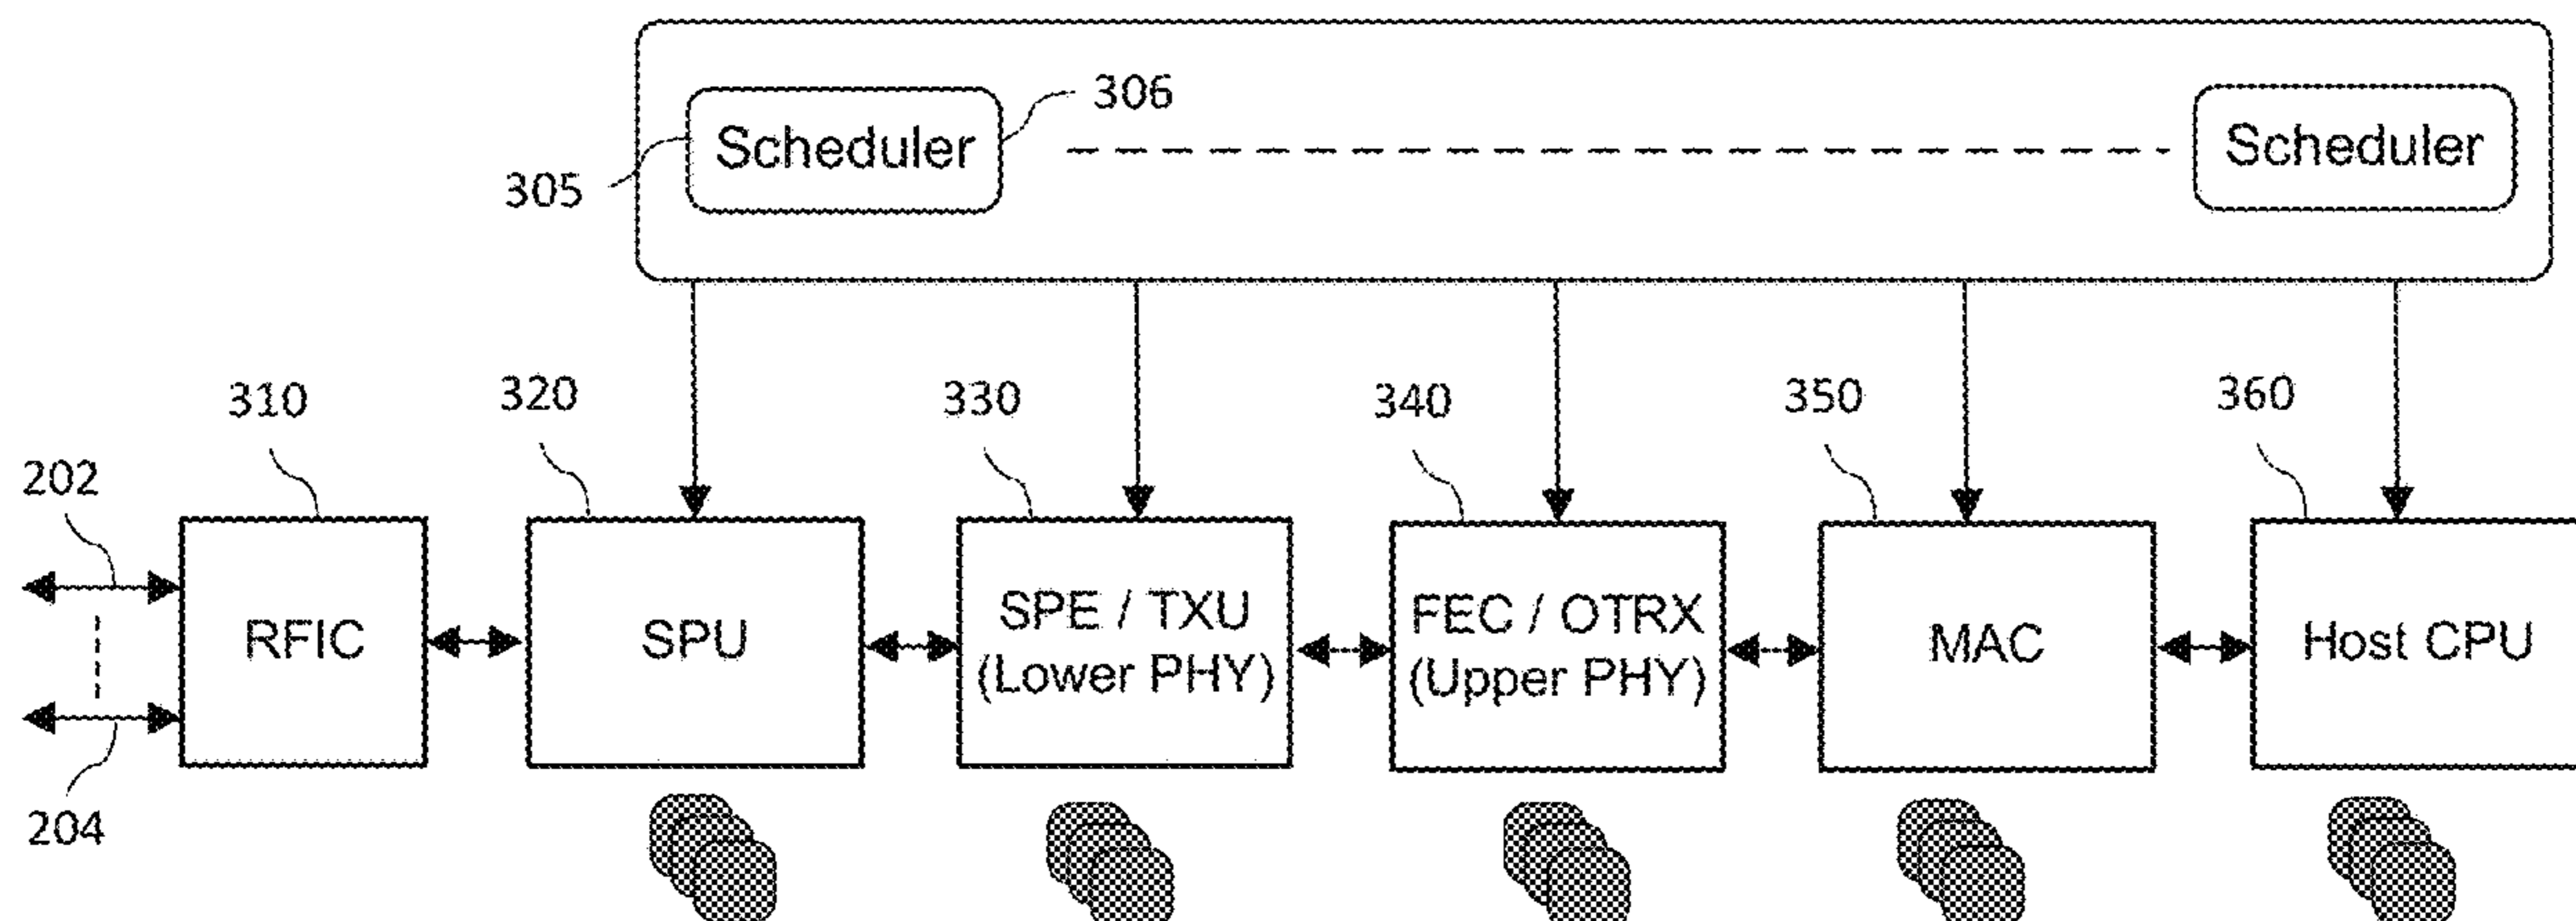 306
Scheduler
Scheduler
305
310
320
330
340
350
360
202
RFIC
SPU
SPE / TXU
(Lower PHY)
FEC / OTRX
(Upper PHY)
MAC
Host CPU
204